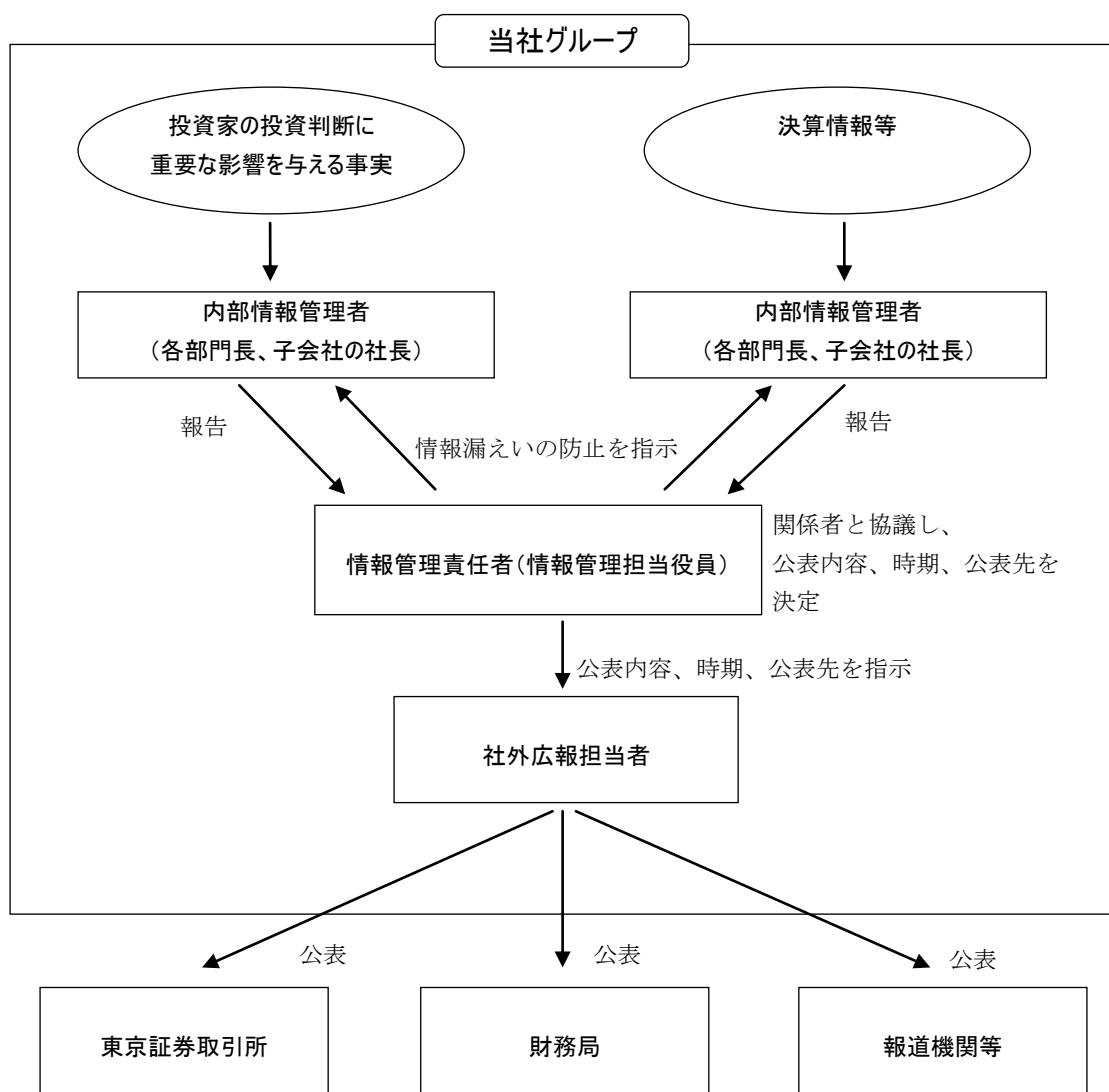 当社グループ
投資家の投資判断に
重要な影響を与える事実
決算情報等
内部情報管理者
（各部門長、子会社の社長）
内部情報管理者
（各部門長、子会社の社長）
報告
情報漏えいの防止を指示
報告
情報管理責任者（情報管理担当役員）
関係者と協議し、
公表内容、時期、公表先を
決定
公表内容、時期、公表先を指示
社外広報担当者
公表
公表
公表
東京証券取引所
財務局
報道機関等